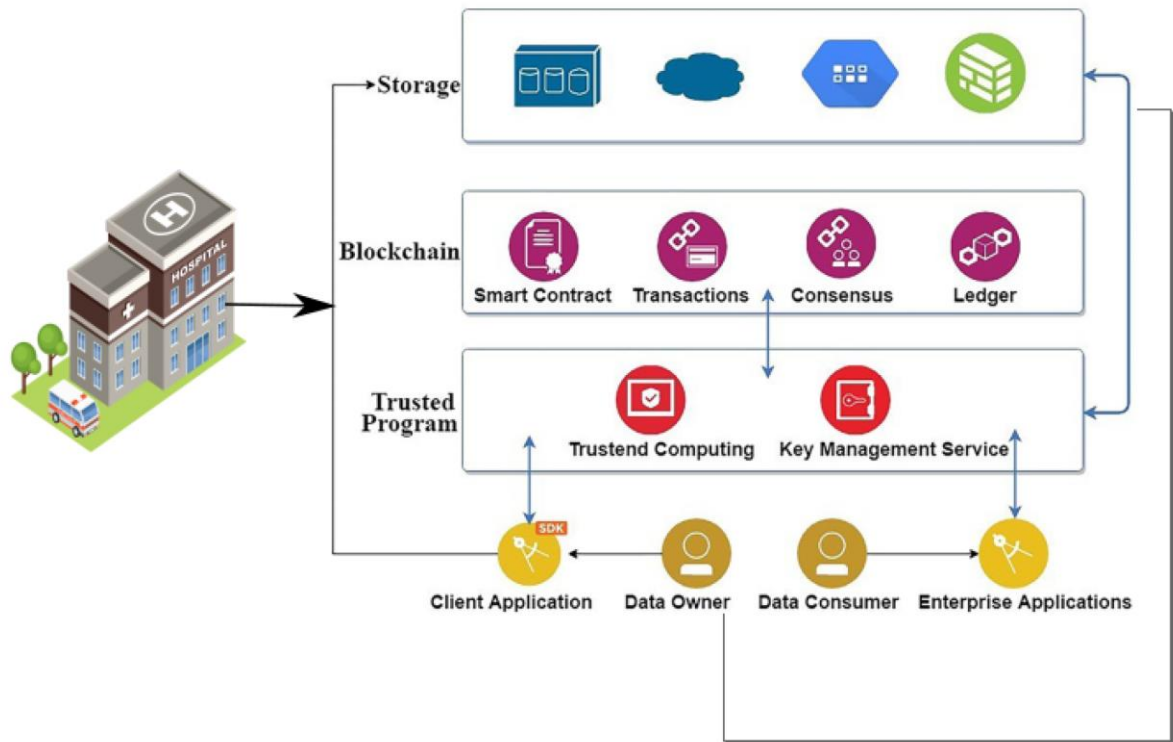 Storage
HOSPITAL
H
Blockchain
Smart Contract
Transactions
Consensus
Ledger
Trusted
Program
Trustend Computing
Key Management Service
SDK
Client Application
Data Owner
Data Consumer
Enterprise Applications